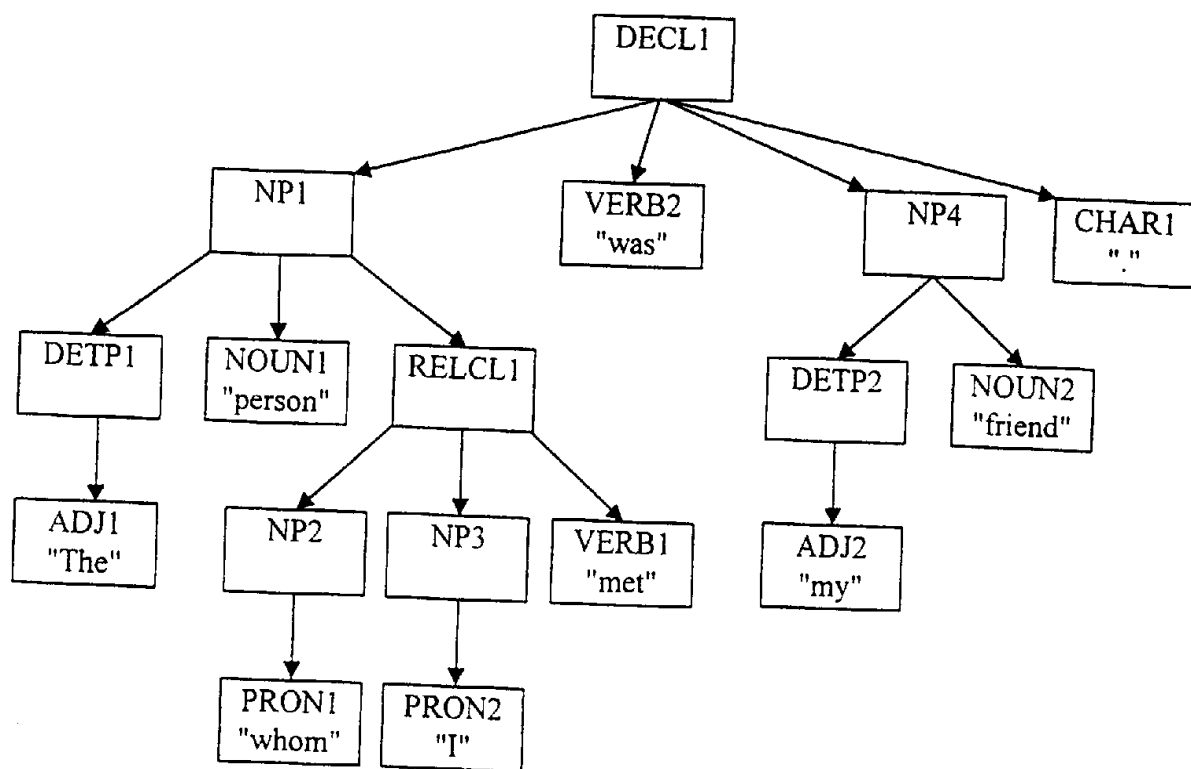 DECL1
NP1
VERB2
"was"
NP4
CHAR1
"."
DETP1
NOUN1
"person"
RELCL1
DETP2
NOUN2
"friend"
ADJ1
"The"
NP2
NP3
VERB1
"met"
ADJ2
"my"
PRON1
"whom"
PRON2
"I"